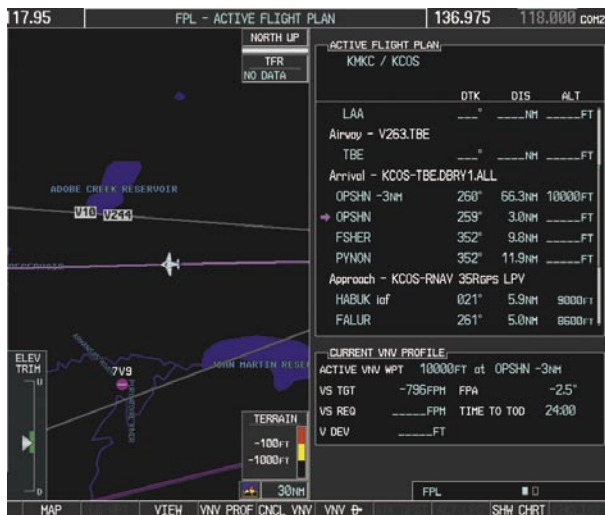 117.95 FPL - ACTIVE FLIGHT PLAN 136.975 118.000 COM2
NORTH UP
TFR
NO DATA
ADOBE CREEK RESERVOIR
V10 V244
7V9
ELEV
TRIM
U
D
TERRAIN
-100FT
-1000FT
30NM
ACTIVE FLIGHT PLAN
KMKC / KCOS
DTK DIS ALT
LAA ___° ____NM _____FT
Airway - V263.TBE
TBE ___° ____NM _____FT
Arrival - KCOS-TBE.DBRY1.ALL
OPSHN -3NM 260° 66.3NM 10000FT
OPSHN 259° 3.0NM _____FT
FSHER 352° 9.8NM _____FT
PYNON 352° 11.9NM _____FT
Approach - KCOS-RNAV 35RGPS LPV
HABUK iaf 021° 5.9NM 9000FT
FALUR 261° 5.0NM 8600FT
CURRENT VNV PROFILE
ACTIVE VNV WPT 10000FT at OPSHN -3NM
VS TGT -796FPM FPA -2.5°
VS REQ _____FPM TIME TO TOD 24:00
V DEV _____FT
FPL
MAP VIEW VNV PROF CNCL VNV VNV D SHW CHRT